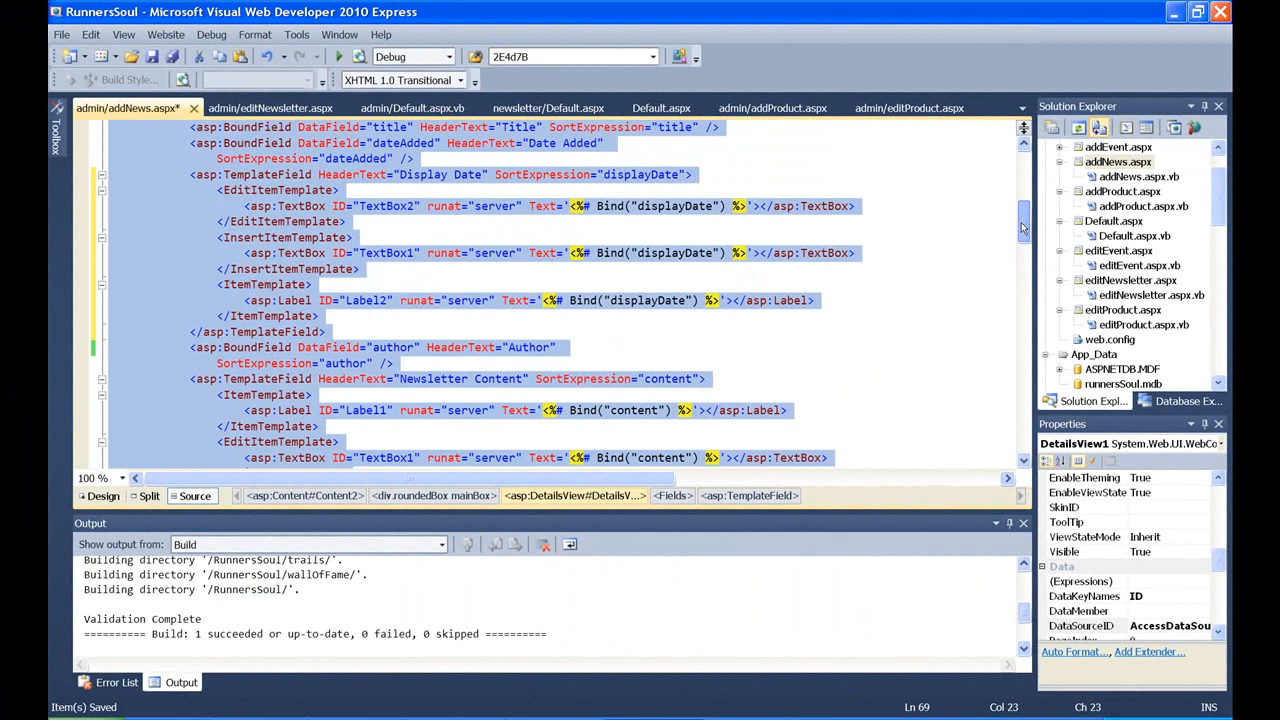 RunnersSoul - Microsoft Visual Web Developer 2010 Express
File Edit View Website Debug Format Tools Window Help
Debug 2E4d7B
Build Style... XHTML 1.0 Transitional
admin/addNews.aspx* admin/editNewsletter.aspx admin/Default.aspx.vb newsletter/Default.aspx Default.aspx admin/addProduct.aspx admin/editProduct.aspx
Toolbox
<asp:BoundField DataField="title" HeaderText="Title" SortExpression="title" />
<asp:BoundField DataField="dateAdded" HeaderText="Date Added"
SortExpression="dateAdded" />
<asp:TemplateField HeaderText="Display Date" SortExpression="displayDate">
<EditItemTemplate>
<asp:TextBox ID="TextBox2" runat="server" Text='<%# Bind("displayDate") %>'></asp:TextBox>
</EditItemTemplate>
<InsertItemTemplate>
<asp:TextBox ID="TextBox1" runat="server" Text='<%# Bind("displayDate") %>'></asp:TextBox>
</InsertItemTemplate>
<ItemTemplate>
<asp:Label ID="Label2" runat="server" Text='<%# Bind("displayDate") %>'></asp:Label>
</ItemTemplate>
</asp:TemplateField>
<asp:BoundField DataField="author" HeaderText="Author"
SortExpression="author" />
<asp:TemplateField HeaderText="Newsletter Content" SortExpression="content">
<ItemTemplate>
<asp:Label ID="Label1" runat="server" Text='<%# Bind("content") %>'></asp:Label>
</ItemTemplate>
<EditItemTemplate>
<asp:TextBox ID="TextBox1" runat="server" Text='<%# Bind("content") %>'></asp:TextBox>
100 %
Design Split Source <asp:Content#Content2> <div.roundedBox mainBox> <asp:DetailsView#DetailsV...> <Fields> <asp:TemplateField>
Output
Show output from: Build
Building directory '/RunnersSoul/trails/'.
Building directory '/RunnersSoul/wallOfFame/'.
Building directory '/RunnersSoul/'.
Validation Complete
========== Build: 1 succeeded or up-to-date, 0 failed, 0 skipped ==========
Error List Output
Solution Explorer
addEvent.aspx
addNews.aspx
addNews.aspx.vb
addProduct.aspx
addProduct.aspx.vb
Default.aspx
Default.aspx.vb
editEvent.aspx
editEvent.aspx.vb
editNewsletter.aspx
editNewsletter.aspx.vb
editProduct.aspx
editProduct.aspx.vb
web.config
App_Data
ASPNETDB.MDF
runnersSoul.mdb
Solution Expl... Database Ex...
Properties
DetailsView1 System.Web.UI.WebCo
EnableTheming True
EnableViewState True
SkinID
ToolTip
ViewStateMode Inherit
Visible True
Data
(Expressions)
DataKeyNames ID
DataMember
DataSourceID AccessDataSou
Auto Format..., Add Extender...
Item(s) Saved Ln 69 Col 23 Ch 23 INS